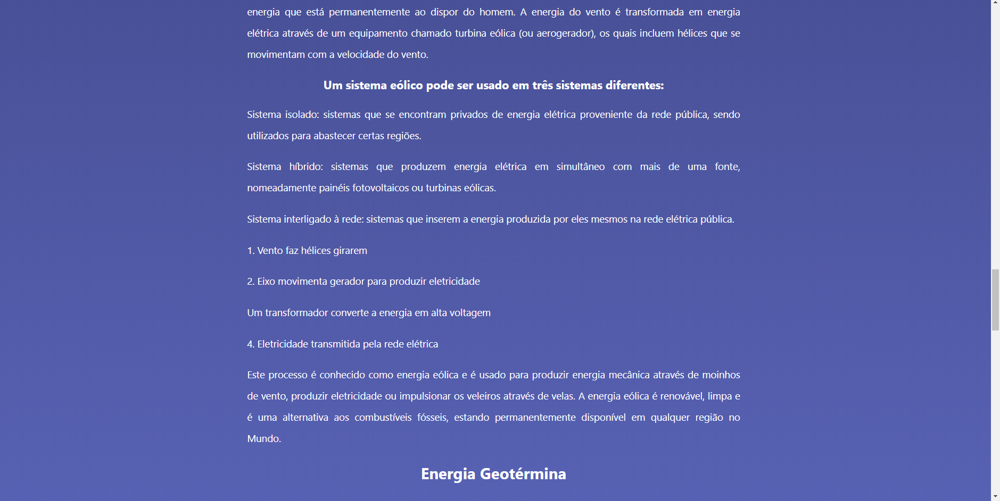 energia que está permanentemente ao dispor do homem. A energia do vento é transformada em energia
elétrica através de um equipamento chamado turbina eólica (ou aerogerador), os quais incluem hélices que se
movimentam com a velocidade do vento.
Um sistema eólico pode ser usado em três sistemas diferentes:
Sistema isolado: sistemas que se encontram privados de energia elétrica proveniente da rede pública, sendo
utilizados para abastecer certas regiões.
Sistema híbrido: sistemas que produzem energia elétrica em simultâneo com mais de uma fonte,
nomeadamente painéis fotovoltaicos ou turbinas eólicas.
Sistema interligado à rede: sistemas que inserem a energia produzida por eles mesmos na rede elétrica pública.
1. Vento faz hélices girarem
2. Eixo movimenta gerador para produzir eletricidade
Um transformador converte a energia em alta voltagem
4. Eletricidade transmitida pela rede elétrica
Este processo é conhecido como energia eólica e é usado para produzir energia mecânica através de moinhos
de vento, produzir eletricidade ou impulsionar os veleiros através de velas. A energia eólica é renovável, limpa e
é uma alternativa aos combustíveis fósseis, estando permanentemente disponível em qualquer região no
Mundo.
Energia Geotérmina